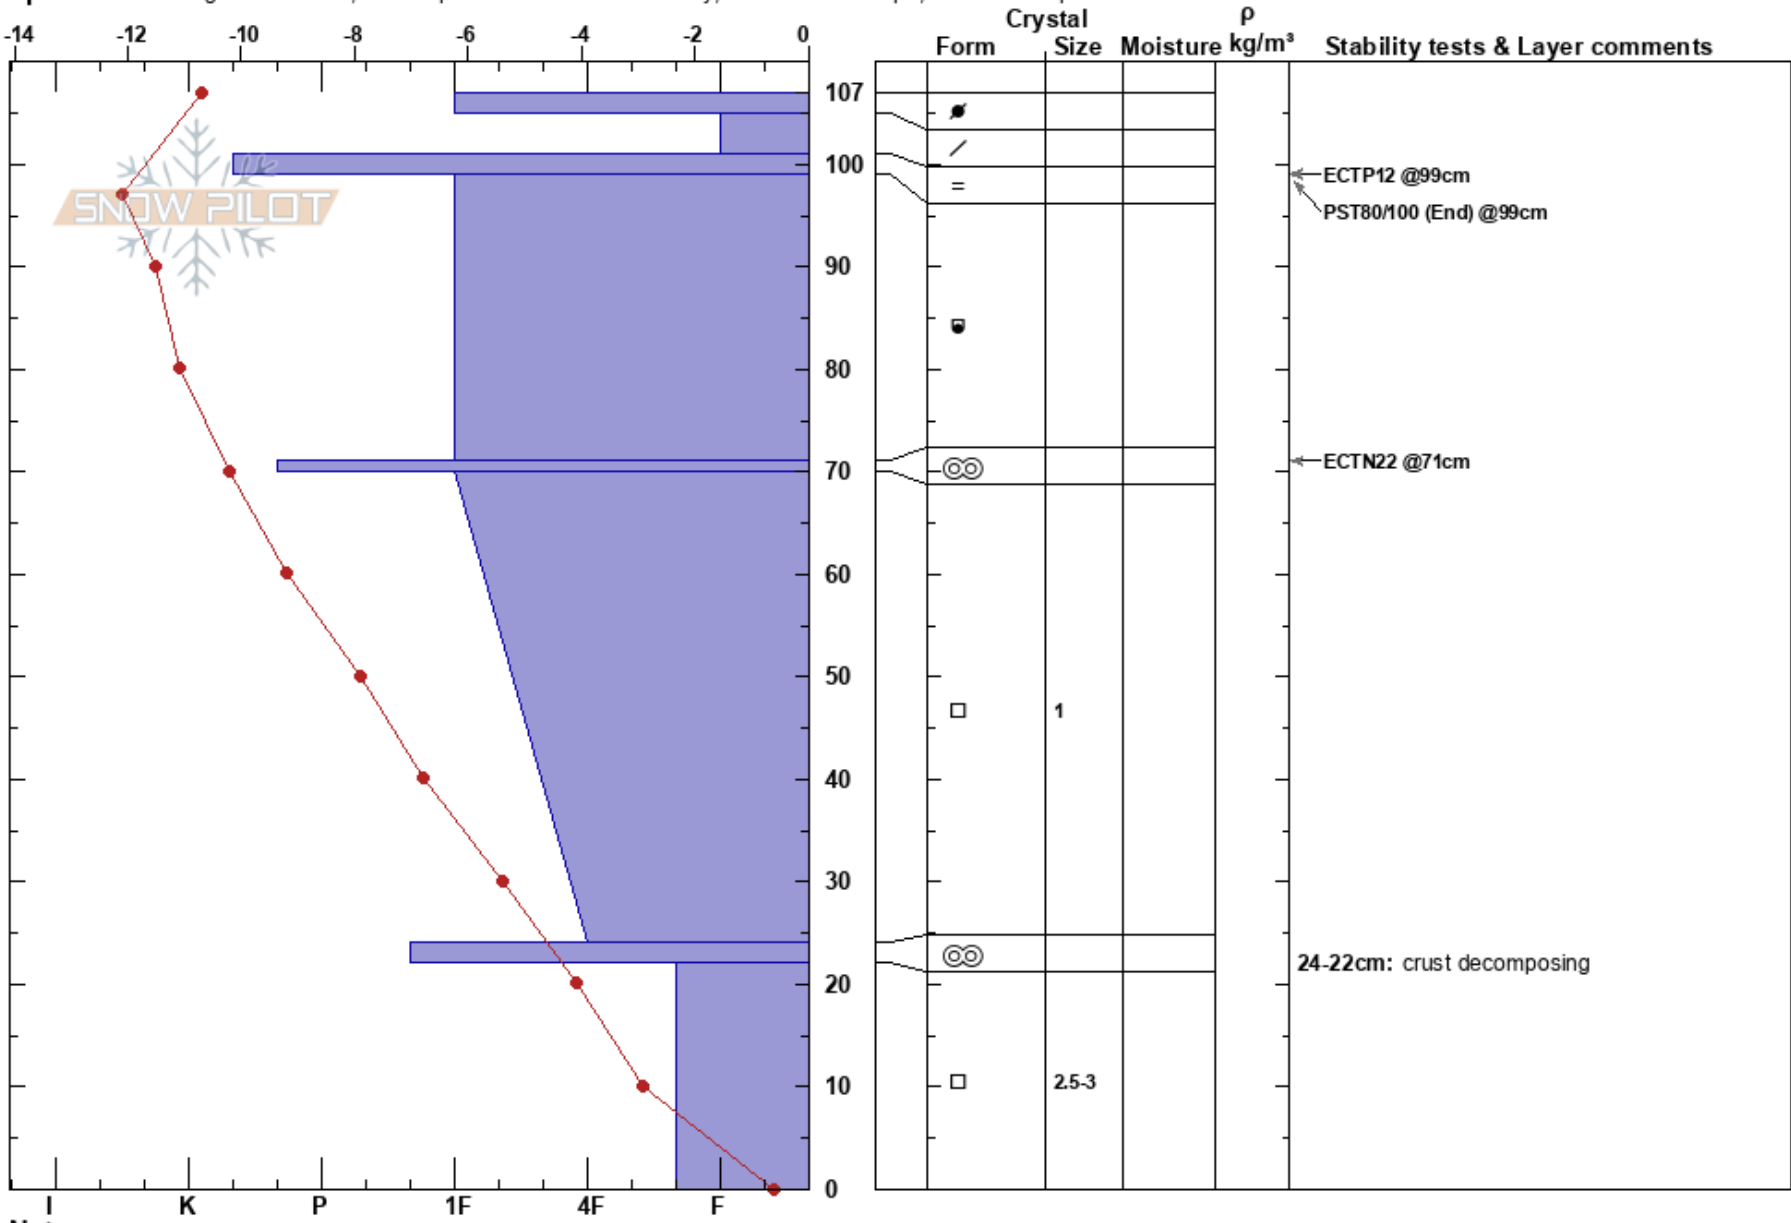 -14 -12 -10 -8 -6 -4 -2 0
Crystal
Form Size Moisture ρ kg/m³ Stability tests & Layer comments
107
100
90
80
70
60
50
40
30
20
10
0
SNOW PILOT
ECTP12 @99cm
PST80/100 (End) @99cm
=
ECTN22 @71cm
1
24-22cm: crust decomposing
2.5-3
I K P 1F 4F F